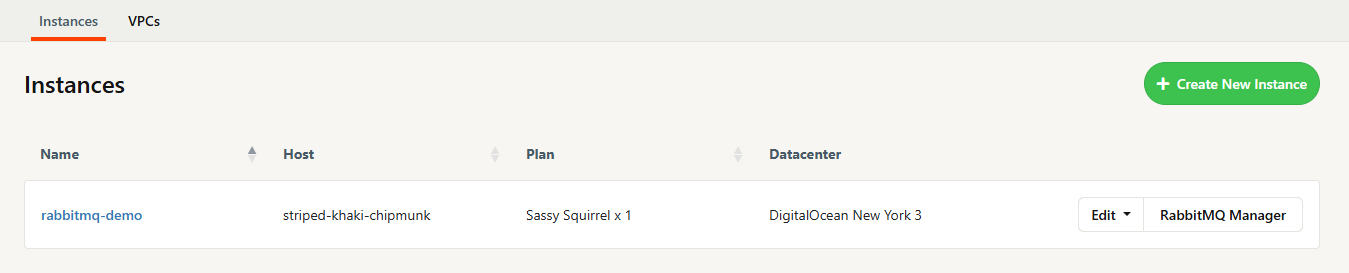 Instances VPCs
Instances
+ Create New Instance
Name Host Plan Datacenter
rabbitmq-demo striped-khaki-chipmunk Sassy Squirrel x 1 DigitalOcean New York 3 Edit RabbitMQ Manager